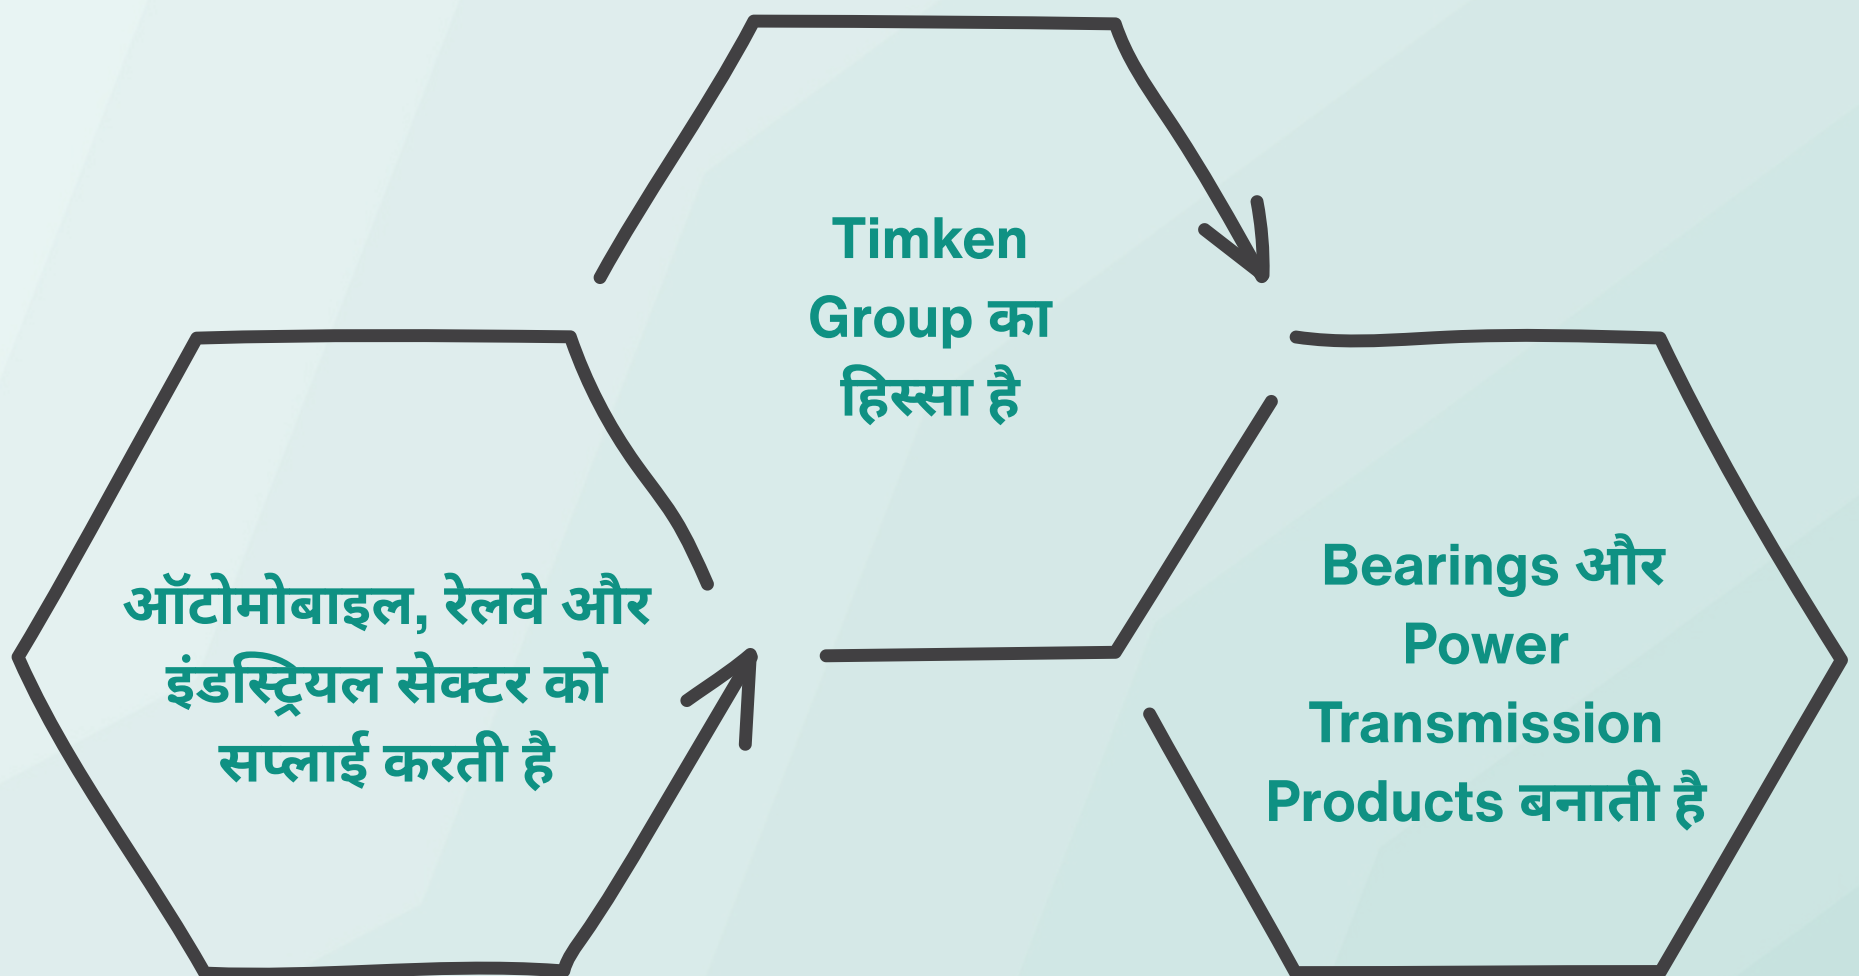 Timken
Group का
हिस्सा है
ऑटोमोबाइल, रेलवे और
इंडस्ट्रियल सेक्टर को
सप्लाई करती है
Bearings और
Power
Transmission
Products बनाती है